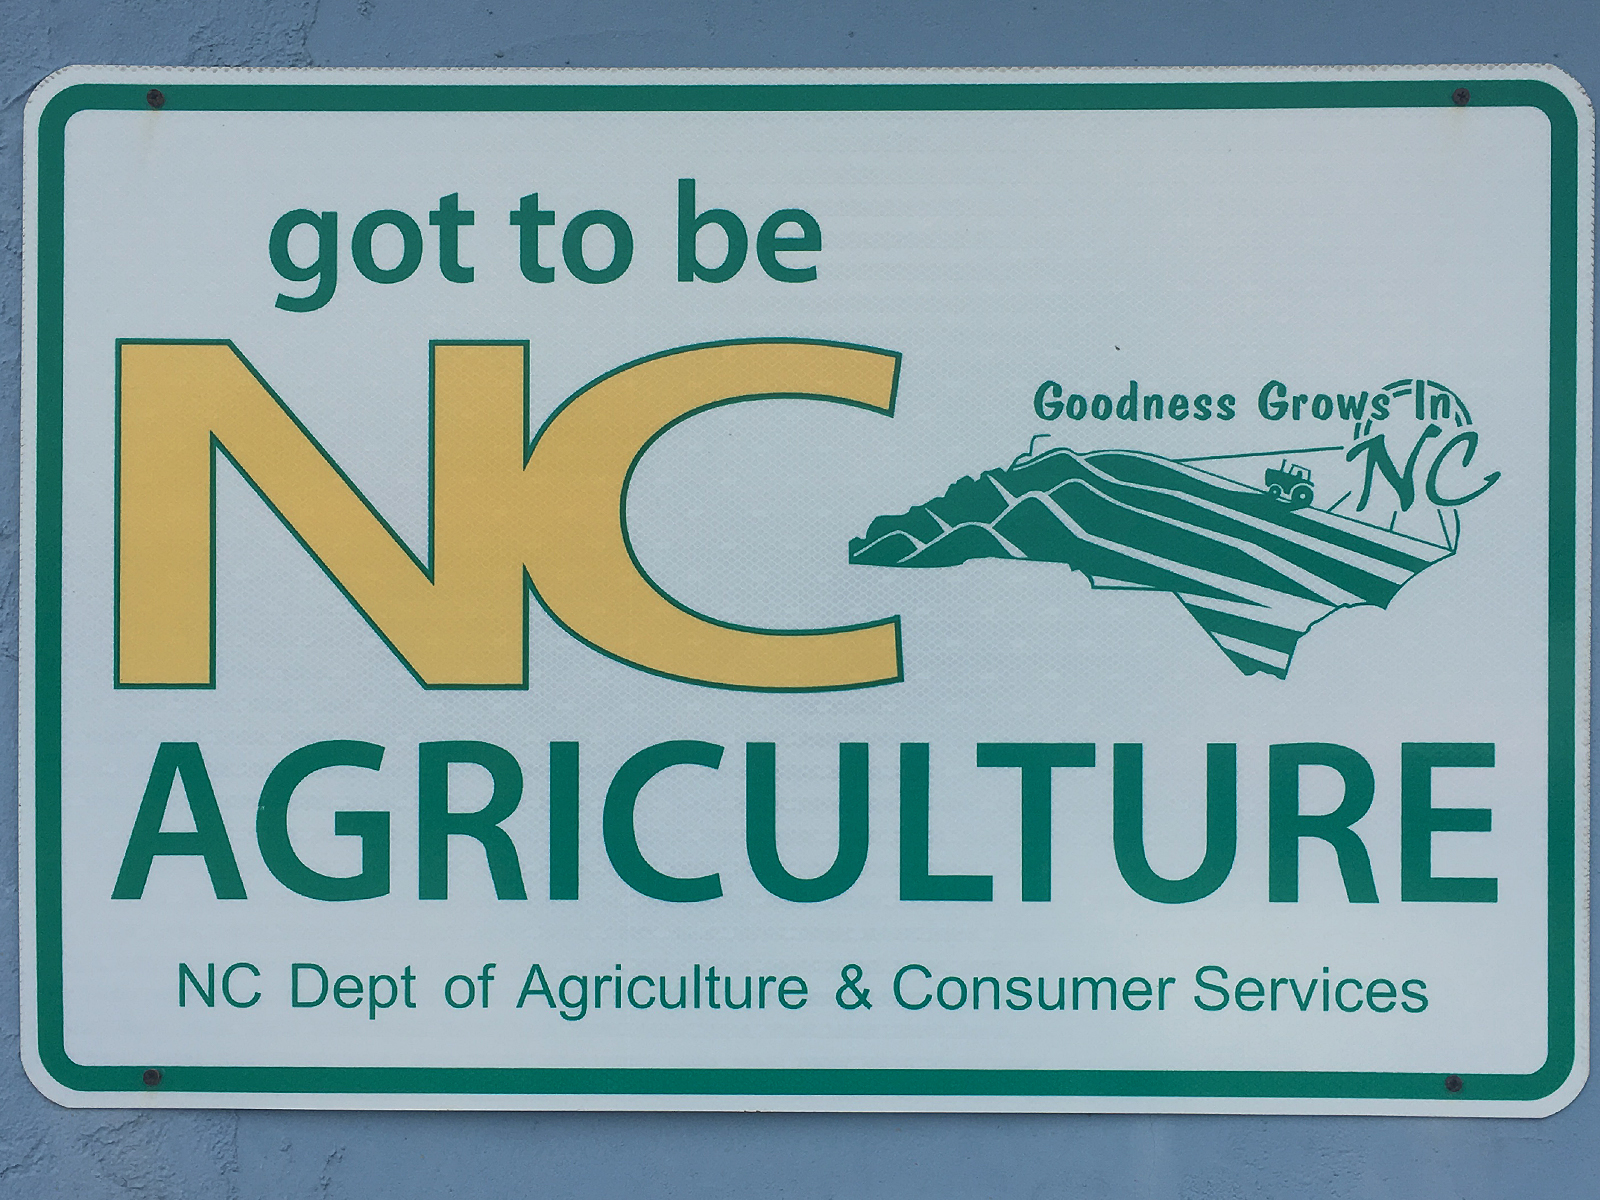 got to be
NC
Goodness Grows In
NC
AGRICULTURE
NC Dept of Agriculture & Consumer Services